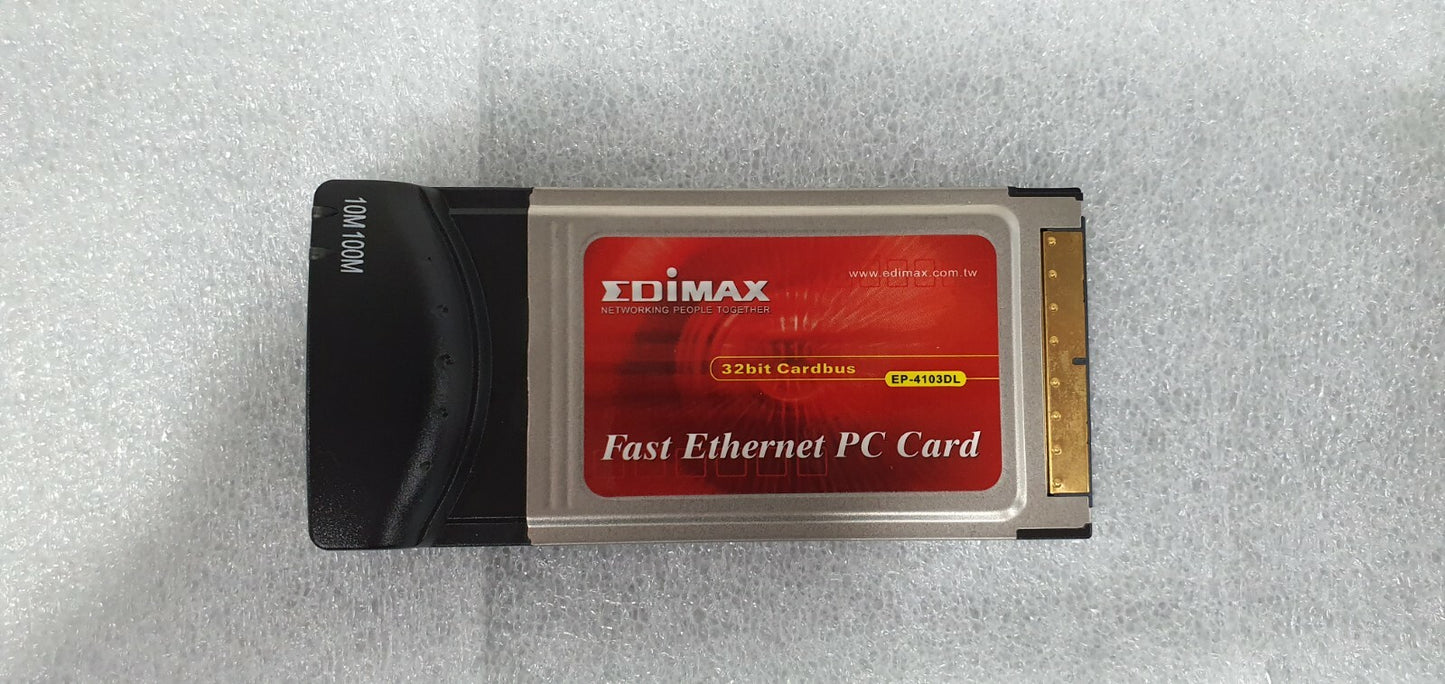 10M 100M
EDiMAX
NETWORKING PEOPLE TOGETHER
www.edimax.com.tw
32bit Cardbus
EP-4103DL
Fast Ethernet PC Card